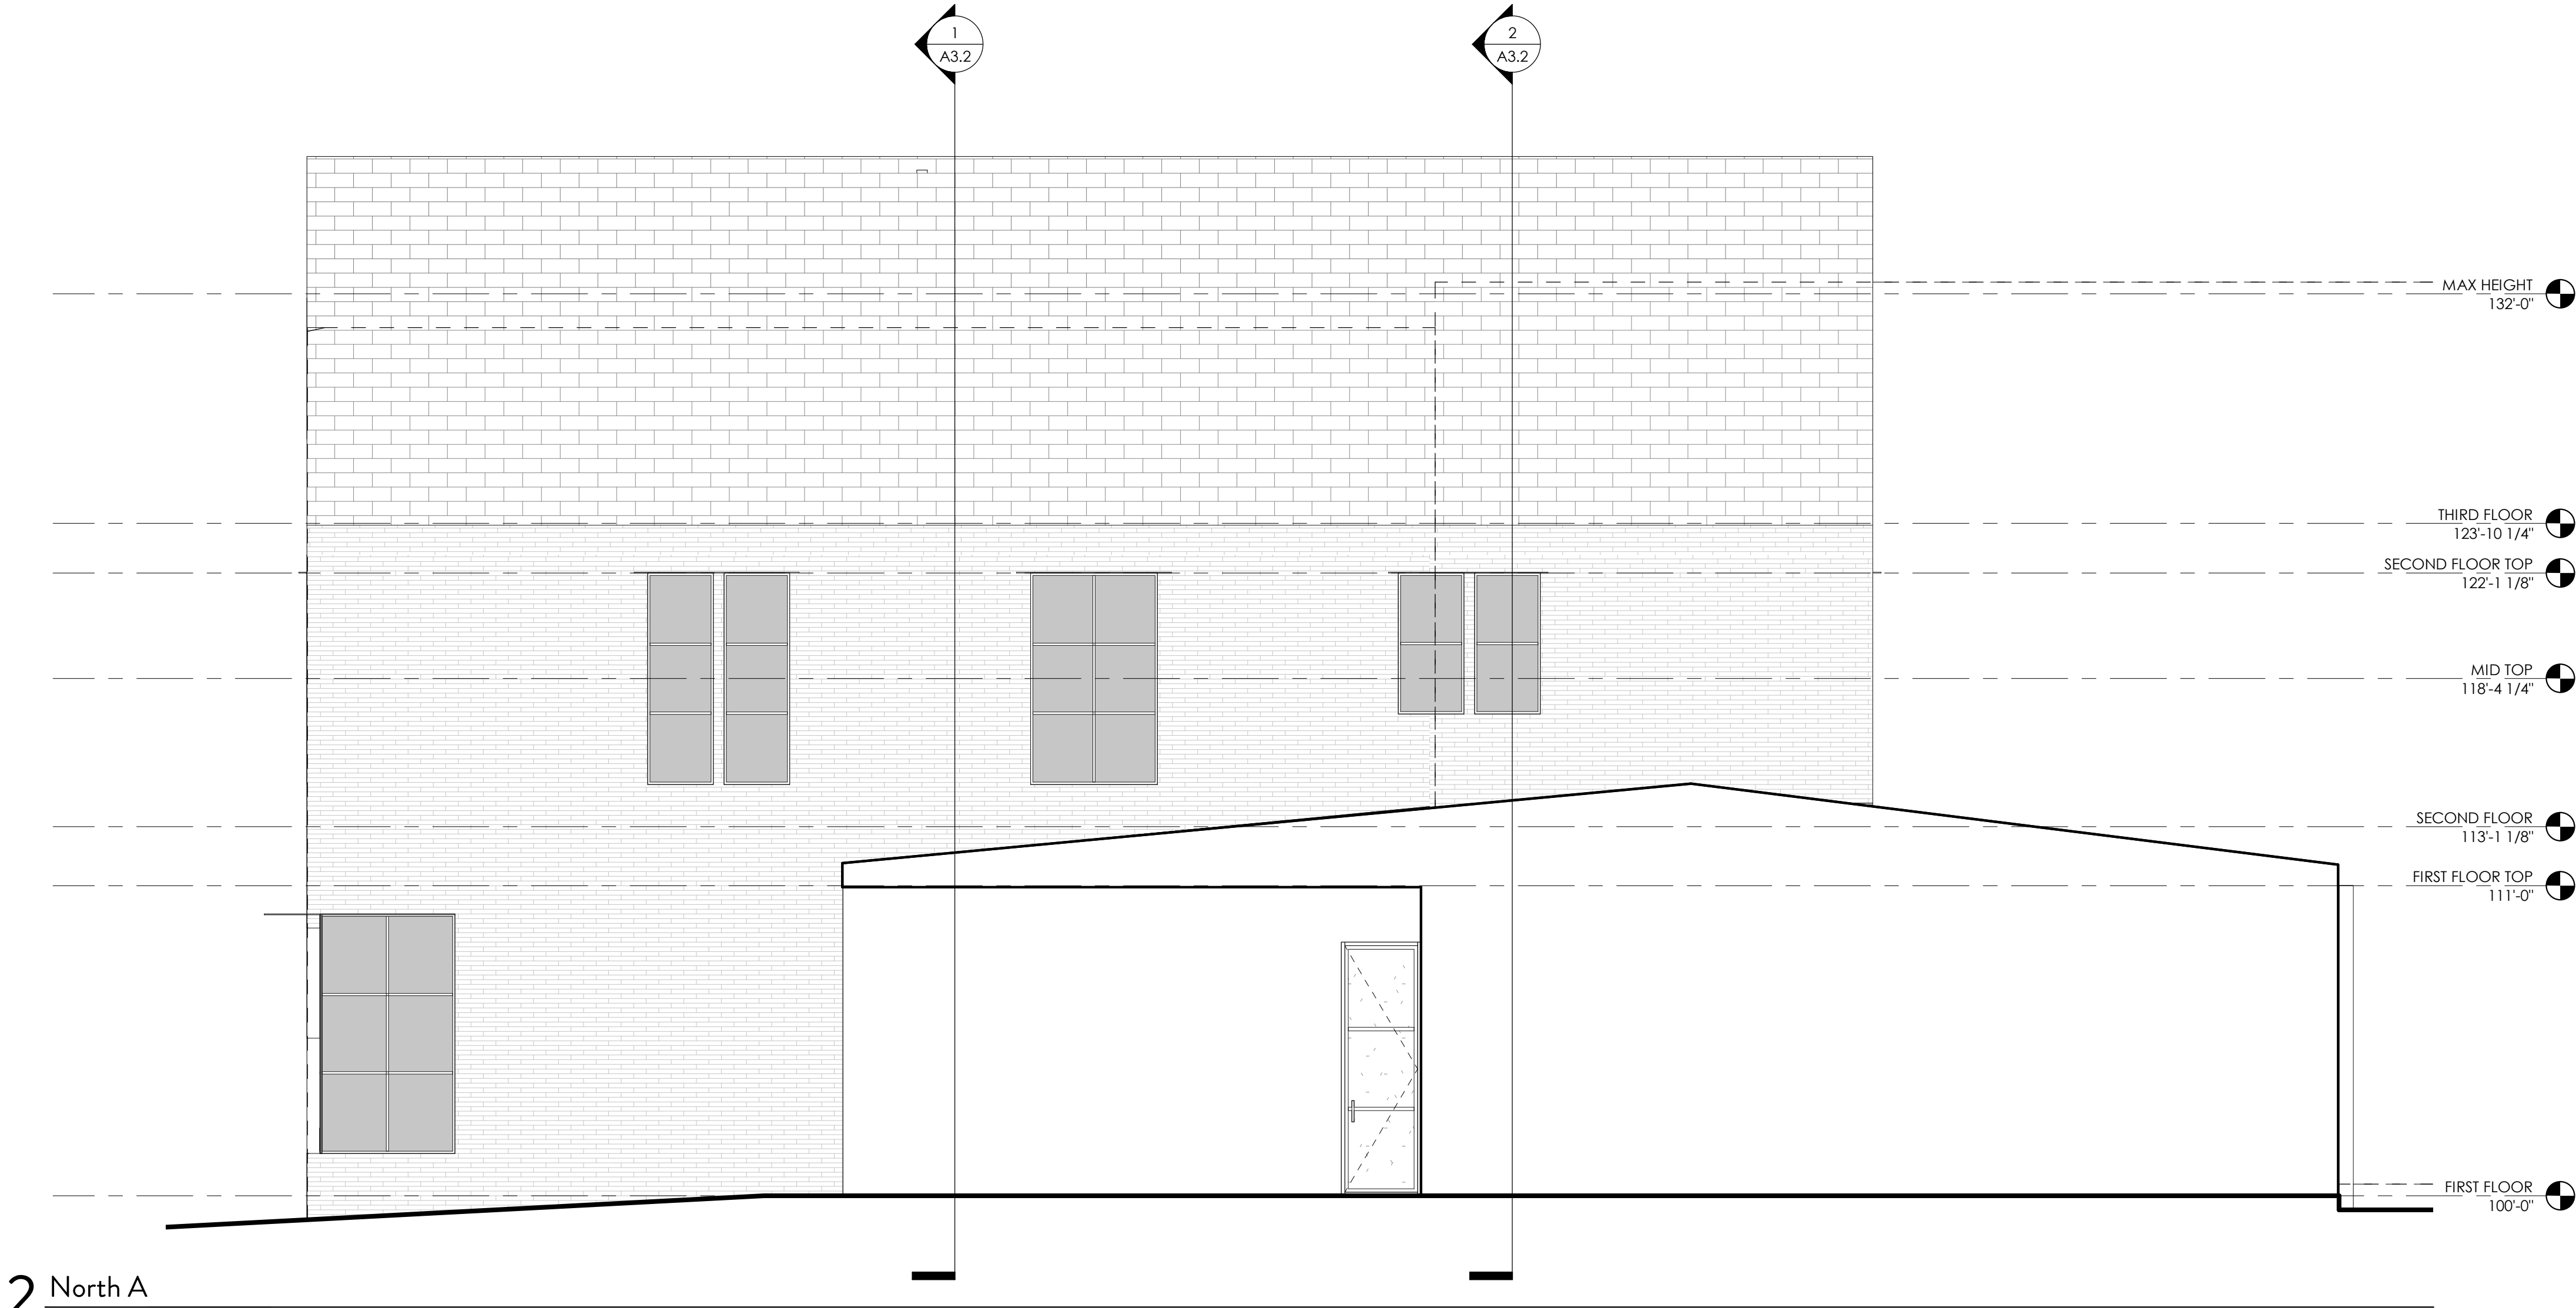 1
A3.2
2
A3.2
MAX HEIGHT
132'-0"
THIRD FLOOR
123'-10 1/4"
SECOND FLOOR TOP
122'-1 1/8"
MID TOP
118'-4 1/4"
SECOND FLOOR
113'-1 1/8"
FIRST FLOOR TOP
111'-0"
FIRST FLOOR
100'-0"
2 North A